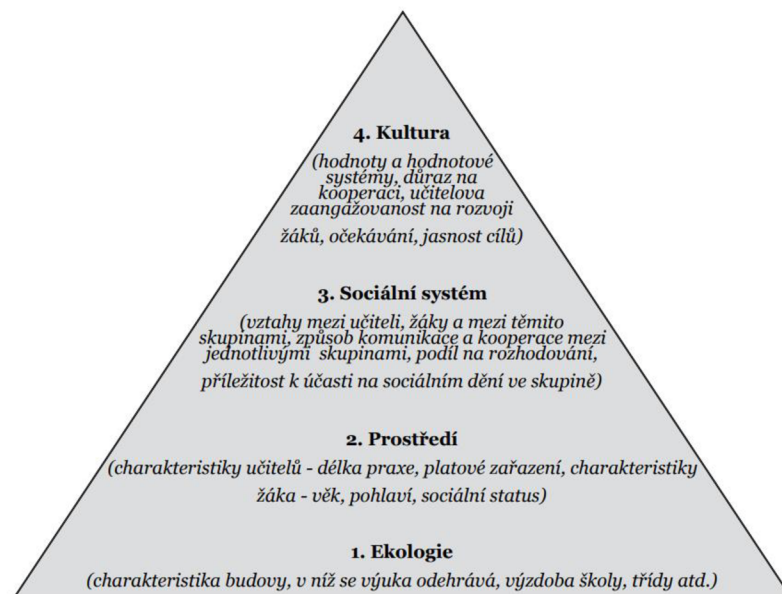 4. Kultura
(hodnoty a hodnotové
systémy, důraz na
kooperaci, učitelova
zaangažovanost na rozvoji
žáků, očekávání, jasnost cílů)
3. Sociální systém
(vztahy mezi učiteli, žáky a mezi těmito
skupinami, způsob komunikace a kooperace mezi
jednotlivými skupinami, podíl na rozhodování,
příležitost k účasti na sociálním dění ve skupině)
2. Prostředí
(charakteristiky učitelů - délka praxe, platové zařazení, charakteristiky
žáka - věk, pohlaví, sociální status)
1. Ekologie
(charakteristika budovy, v níž se výuka odehrává, výzdoba školy, třídy atd.)